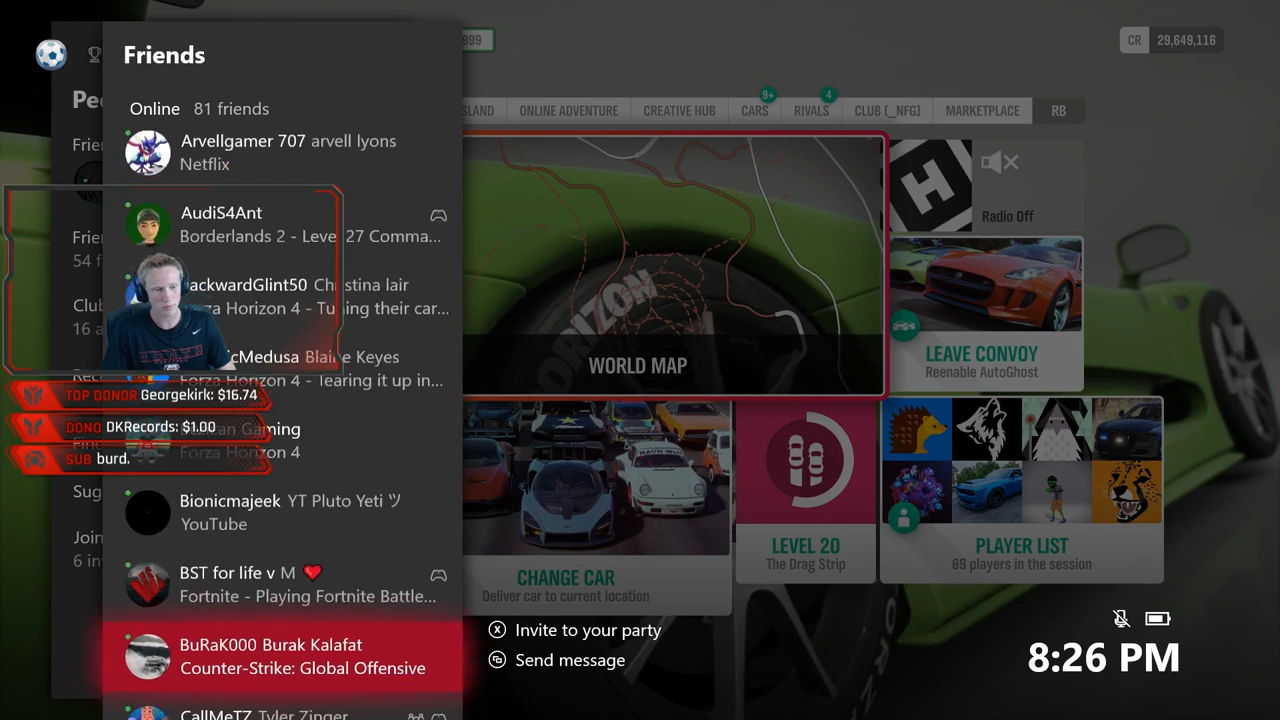 Friends
Online 81 friends
Arvellgamer 707 arvell lyons
Netflix
AudiS4Ant
Borderlands 2 - Level 27 Comma...
ackwardGlint50 Christina lair
rza Horizon 4 - Tuning their car...
cMedusa Blaine Keyes
Forza Horizon 4 - Tearing it up in...
Gaming
Forza Horizon 4
Bionicmajeek YT Pluto Yeti ツ
YouTube
BST for life v M ❤
Fortnite - Playing Fortnite Battle...
BuRaK000 Burak Kalafat
Counter-Strike: Global Offensive
CallMeTZ Tyler Zinger
TOP DONOR Georgekirk: $16.74
DONO DKRecords: $1.00
SUB burd.
Pe
Frie
Frie
54 f
Club
16 a
Sug
Join
6 in
999
CR 29,649,116
SLAND
ONLINE ADVENTURE
CREATIVE HUB
CARS
9+
RIVALS
4
CLUB [_NFG]
MARKETPLACE
RB
HORIZON
WORLD MAP
H
Radio Off
LEAVE CONVOY
Reenable AutoGhost
CHANGE CAR
Deliver car to current location
LEVEL 20
The Drag Strip
PLAYER LIST
69 players in the session
X Invite to your party
Send message
8:26 PM